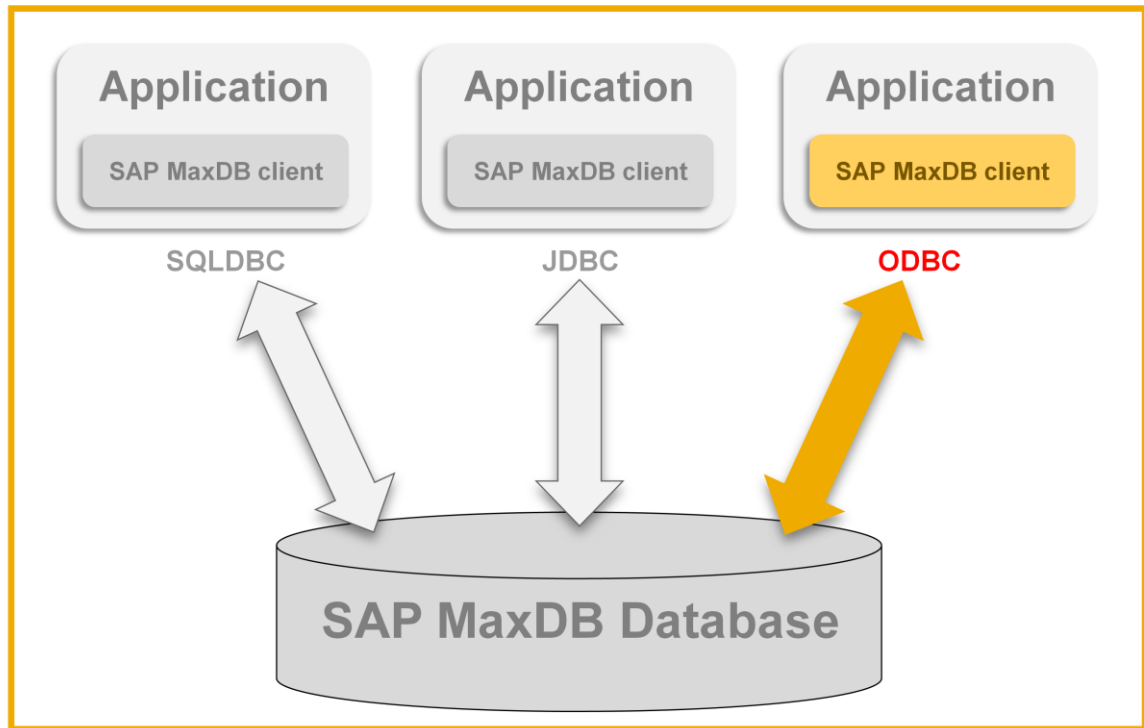 Application
SAP MaxDB client
SQLDBC
Application
SAP MaxDB client
JDBC
Application
SAP MaxDB client
ODBC
SAP MaxDB Database